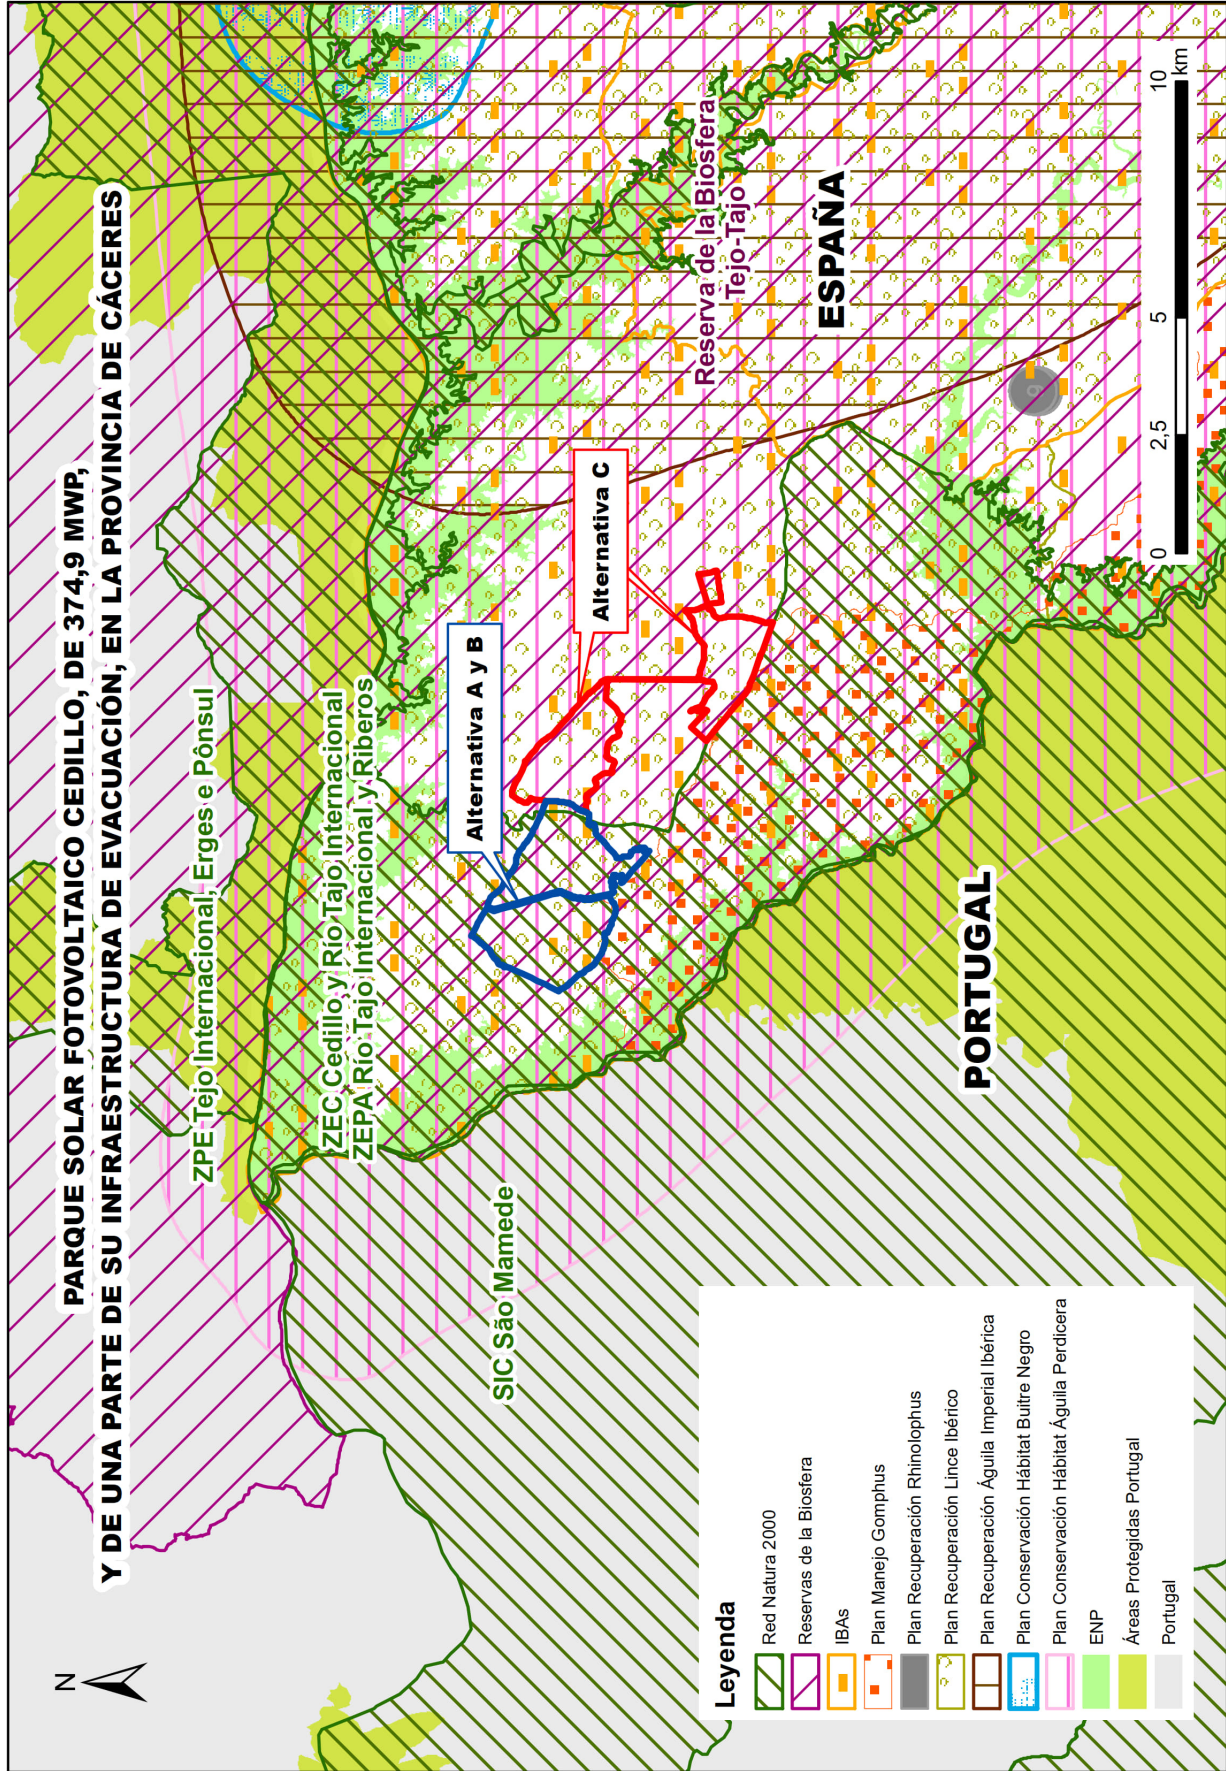 PARQUE SOLAR FOTOVOLTAICO CEDILLO, DE 374,9 MWP,
Y DE UNA PARTE DE SU INFRAESTRUCTURA DE EVACUACIÓN, EN LA PROVINCIA DE CÁCERES
N
ZPE Tejo Internacional, Erges e Pônsul
ZEC Cedillo y Río Tajo Internacional
ZEPA Río Tajo Internacional y Riberos
Alternativa A y B
SIC São Mamede
Alternativa C
Reserva de la Biosfera
Tejo-Tajo
ESPAÑA
PORTUGAL
Leyenda
Red Natura 2000
Reservas de la Biosfera
IBAs
Plan Manejo Gomphus
Plan Recuperación Rhinolophus
Plan Recuperación Lince Ibérico
Plan Recuperación Águila Imperial Ibérica
Plan Conservación Hábitat Buitre Negro
Plan Conservación Hábitat Águila Perdicera
ENP
Áreas Protegidas Portugal
Portugal
0 2,5 5 10
km